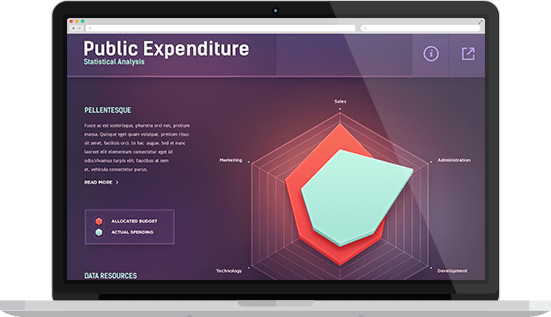 Public Expenditure
Statistical Analysis
PELLENTESQUE
Fusce ac est scelerisque, pharetra orci nec, pretium
massa. Quisque eget quam volutpat, pretium risus
sit amet, facilisis orci. In hac augue. Sed et nunc
laoreet elit elementum consectetur eget id
odio.Vivamus turpis elit, faucibus at sem
et, vehicula consectetur purus.
READ MORE
ALLOCATED BUDGET
ACTUAL SPENDING
DATA RESOURCES
Sales
Marketing
Administration
Technology
Development